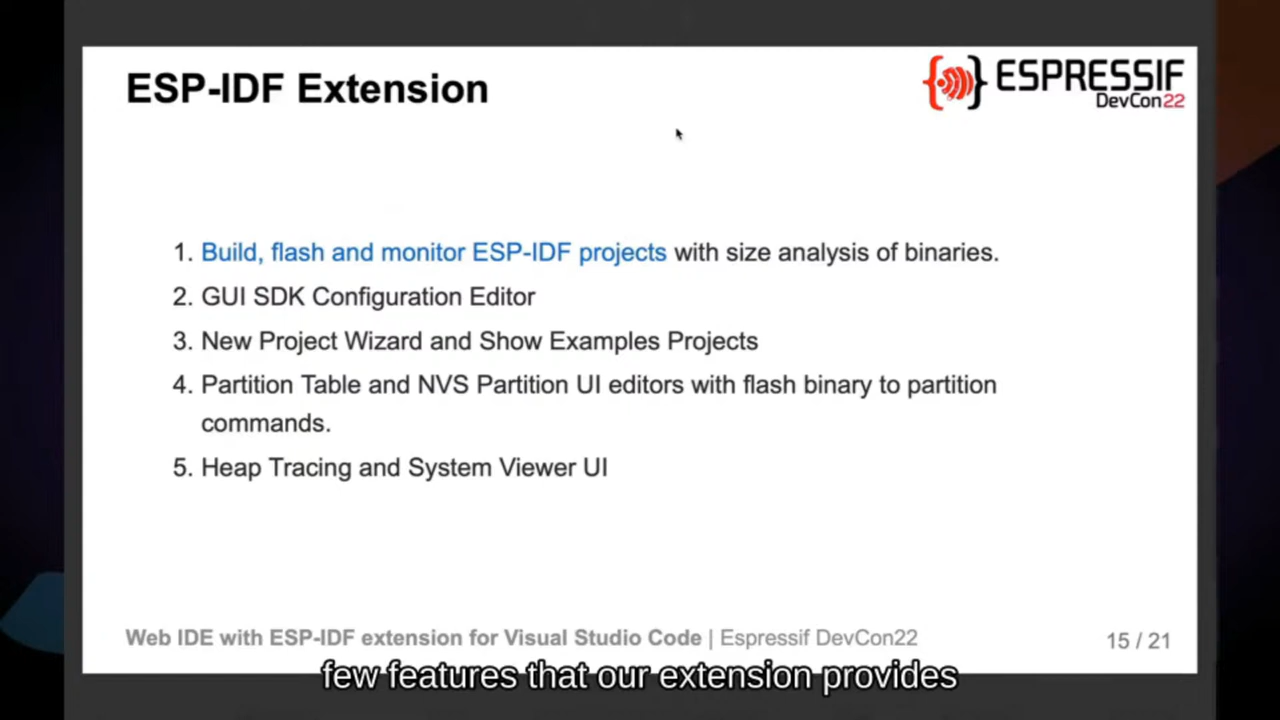 ESP-IDF Extension
ESPRESSIF
DevCon22
1. Build, flash and monitor ESP-IDF projects with size analysis of binaries.
2. GUI SDK Configuration Editor
3. New Project Wizard and Show Examples Projects
4. Partition Table and NVS Partition UI editors with flash binary to partition
commands.
5. Heap Tracing and System Viewer UI
Web IDE with ESP-IDF extension for Visual Studio Code | Espressif DevCon22
15 / 21
few features that our extension provides